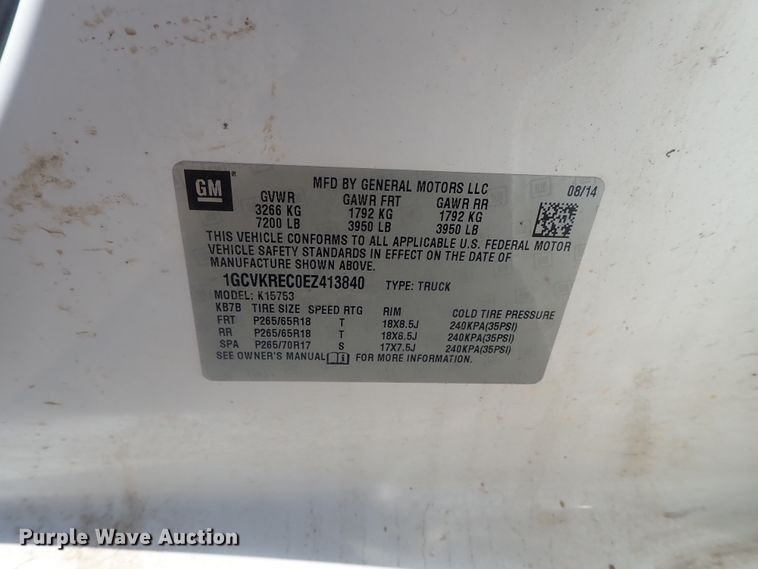 GM ®
MFD BY GENERAL MOTORS LLC 08/14
GVWR GAWR FRT GAWR RR
3266 KG 1792 KG 1792 KG
7200 LB 3950 LB 3950 LB
THIS VEHICLE CONFORMS TO ALL APPLICABLE U.S. FEDERAL MOTOR
VEHICLE SAFETY STANDARDS IN EFFECT ON THE DATE OF
MANUFACTURE SHOWN ABOVE.
1GCVKREC0EZ413840 TYPE: TRUCK
MODEL: K15753
KB7B TIRE SIZE SPEED RTG RIM COLD TIRE PRESSURE
FRT P265/65R18 T 18X8.5J 240KPA(35PSI)
RR P265/65R18 T 18X8.5J 240KPA(35PSI)
SPA P265/70R17 S 17X7.5J 240KPA(35PSI)
SEE OWNER'S MANUAL FOR MORE INFORMATION.
Purple Wave Auction